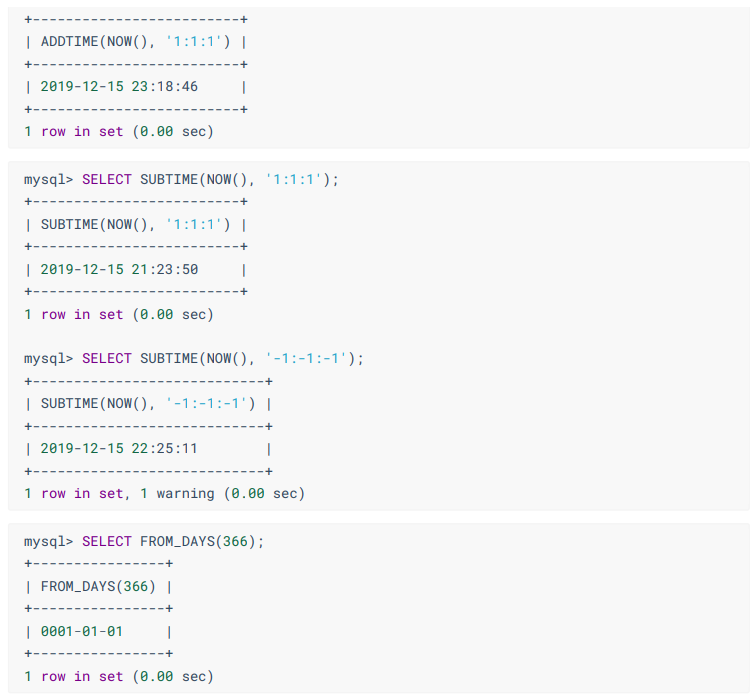 +-------------------------+
| ADDTIME(NOW(), '1:1:1') |
+-------------------------+
| 2019-12-15 23:18:46     |
+-------------------------+
1 row in set (0.00 sec)
mysql> SELECT SUBTIME(NOW(), '1:1:1');
+-------------------------+
| SUBTIME(NOW(), '1:1:1') |
+-------------------------+
| 2019-12-15 21:23:50     |
+-------------------------+
1 row in set (0.00 sec)
mysql> SELECT SUBTIME(NOW(), '-1:-1:-1');
+----------------------------+
| SUBTIME(NOW(), '-1:-1:-1') |
+----------------------------+
| 2019-12-15 22:25:11        |
+----------------------------+
1 row in set, 1 warning (0.00 sec)
mysql> SELECT FROM_DAYS(366);
+----------------+
| FROM_DAYS(366) |
+----------------+
| 0001-01-01     |
+----------------+
1 row in set (0.00 sec)